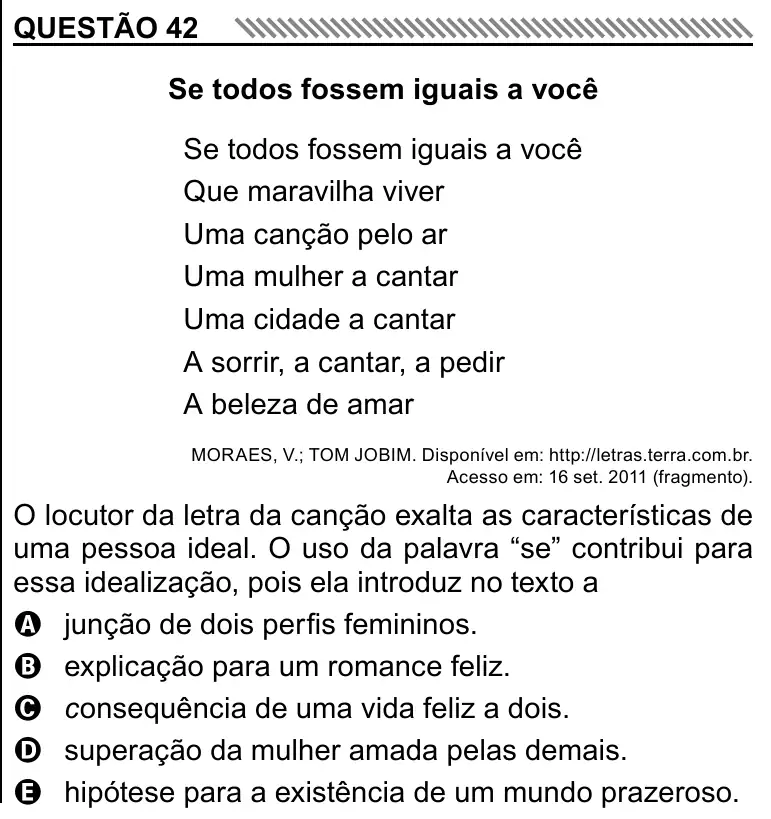 QUESTÃO 42
Se todos fossem iguais a você
Se todos fossem iguais a você
Que maravilha viver
Uma canção pelo ar
Uma mulher a cantar
Uma cidade a cantar
A sorrir, a cantar, a pedir
A beleza de amar
MORAES, V.; TOM JOBIM. Disponível em: http://letras.terra.com.br.
Acesso em: 16 set. 2011 (fragmento).
O locutor da letra da canção exalta as características de
uma pessoa ideal. O uso da palavra “se” contribui para
essa idealização, pois ela introduz no texto a
A junção de dois perfis femininos.
B explicação para um romance feliz.
C consequência de uma vida feliz a dois.
D superação da mulher amada pelas demais.
E hipótese para a existência de um mundo prazeroso.